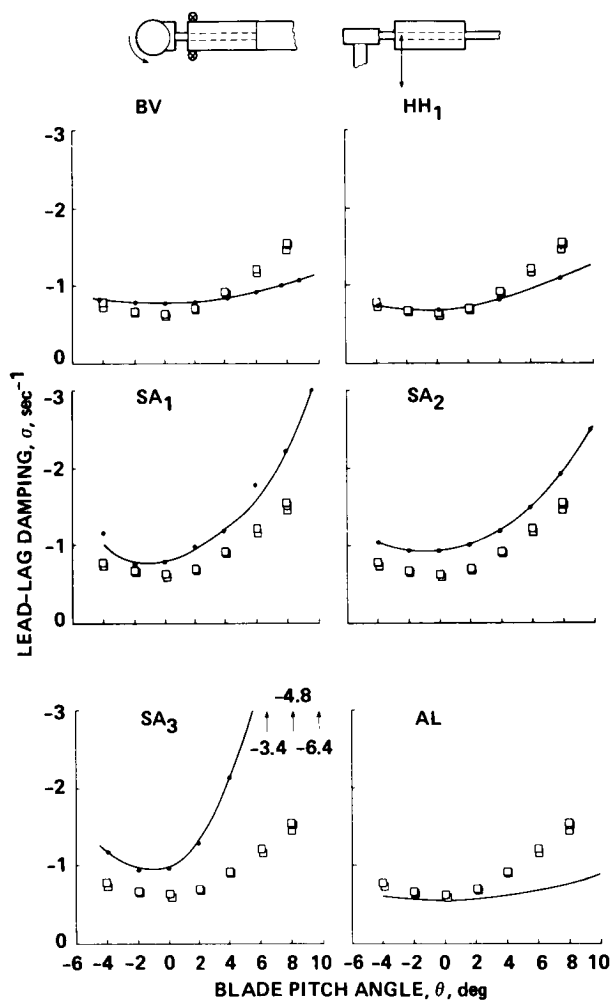 BV
HH1
-3
-2
-1
0
SA1
SA2
-3
-2
-1
0
LEAD-LAG DAMPING, σ, sec⁻¹
SA3
-4.8
-3.4
-6.4
AL
-3
-2
-1
0
-6 -4 -2 0 2 4 6 8 10
-6 -4 -2 0 2 4 6 8 10
BLADE PITCH ANGLE, θ, deg